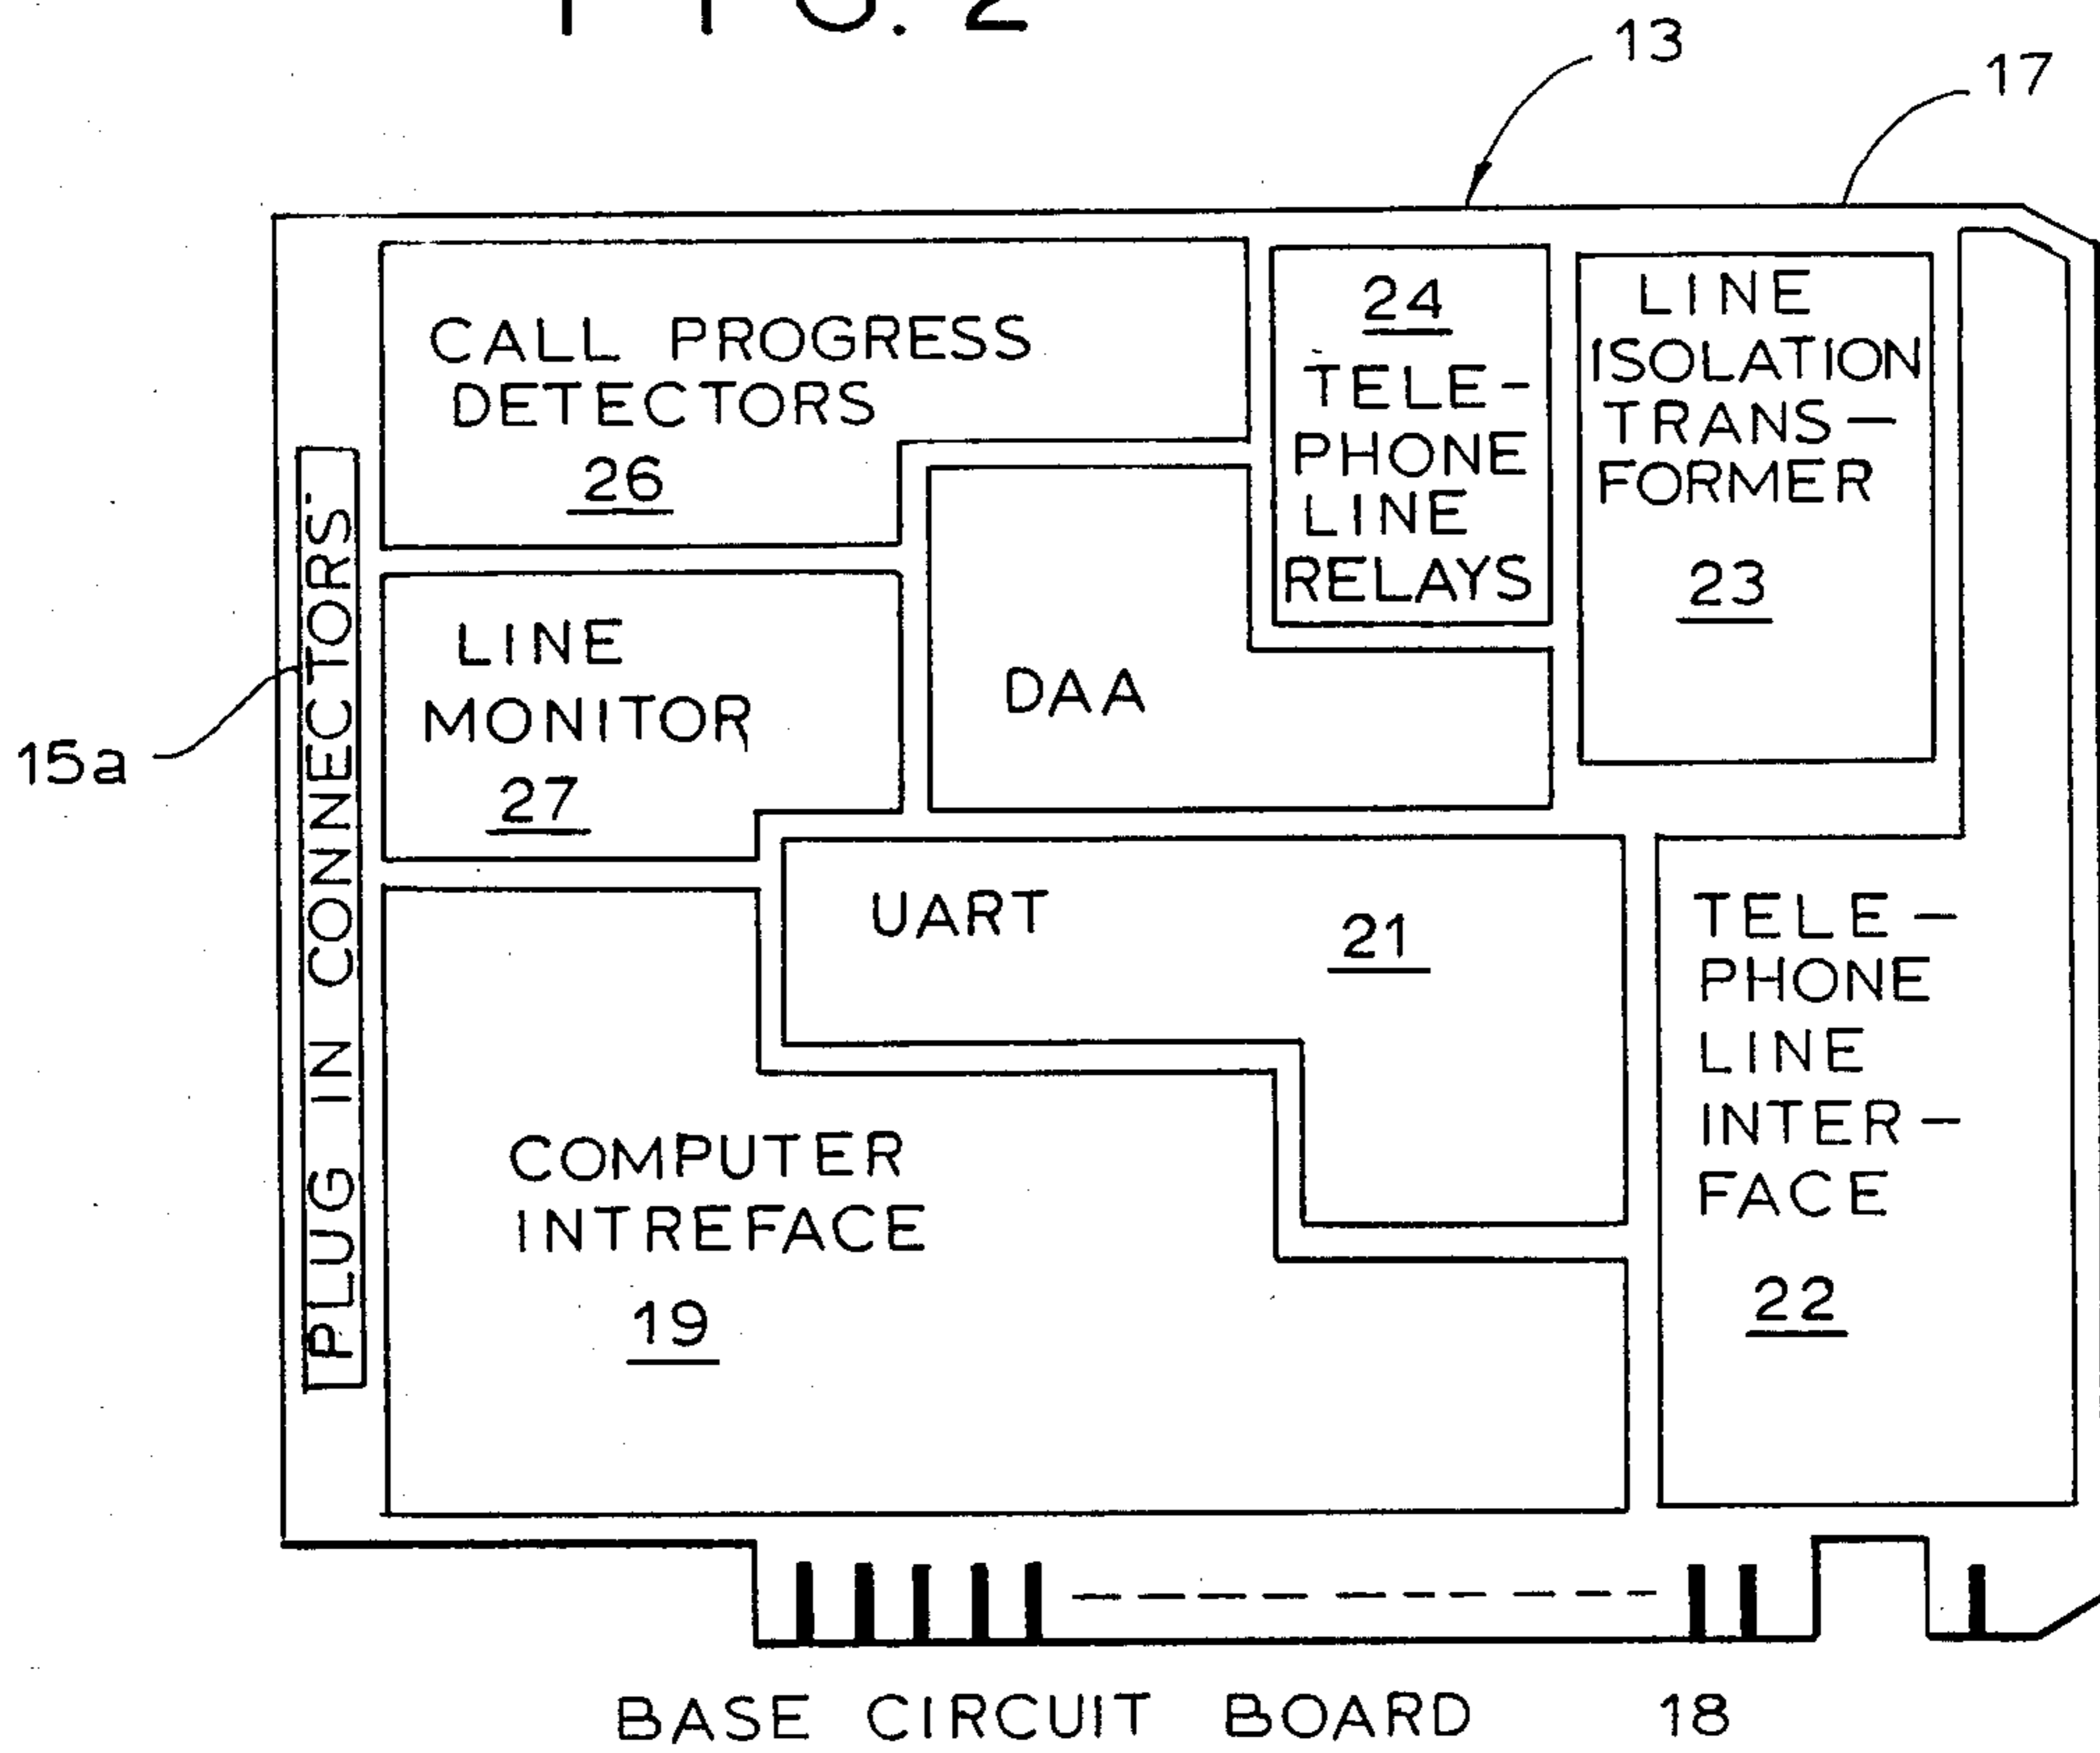 FIG. 2
13
17
CALL PROGRESS
DETECTORS
26
24
TELE-
PHONE
LINE
RELAYS
LINE
ISOLATION
TRANS-
FORMER
23
PLUG IN CONNECTORS
15a
LINE
MONITOR
27
DAA
UART
21
TELE-
PHONE
LINE
INTER-
FACE
22
COMPUTER
INTREFACE
19
BASE CIRCUIT BOARD 18